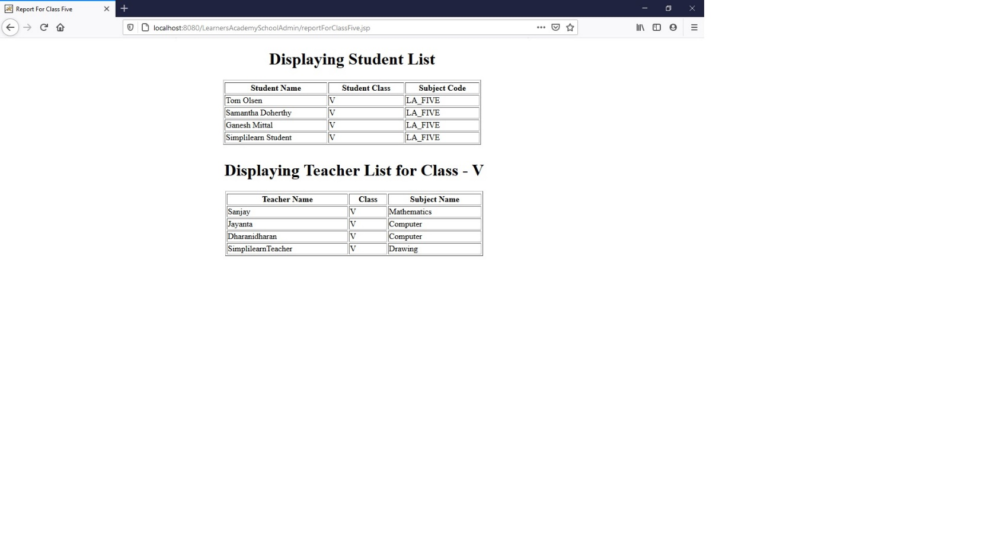 Report For Class Five
localhost:8080/LearnersAcademySchoolAdmin/reportForClassFive.jsp
Displaying Student List
Student Name Student Class Subject Code
Tom Olsen V LA_FIVE
Samantha Doherthy V LA_FIVE
Ganesh Mittal V LA_FIVE
Simplilearn Student V LA_FIVE
Displaying Teacher List for Class - V
Teacher Name Class Subject Name
Sanjay V Mathematics
Jayanta V Computer
Dharanidharan V Computer
SimplilearnTeacher V Drawing